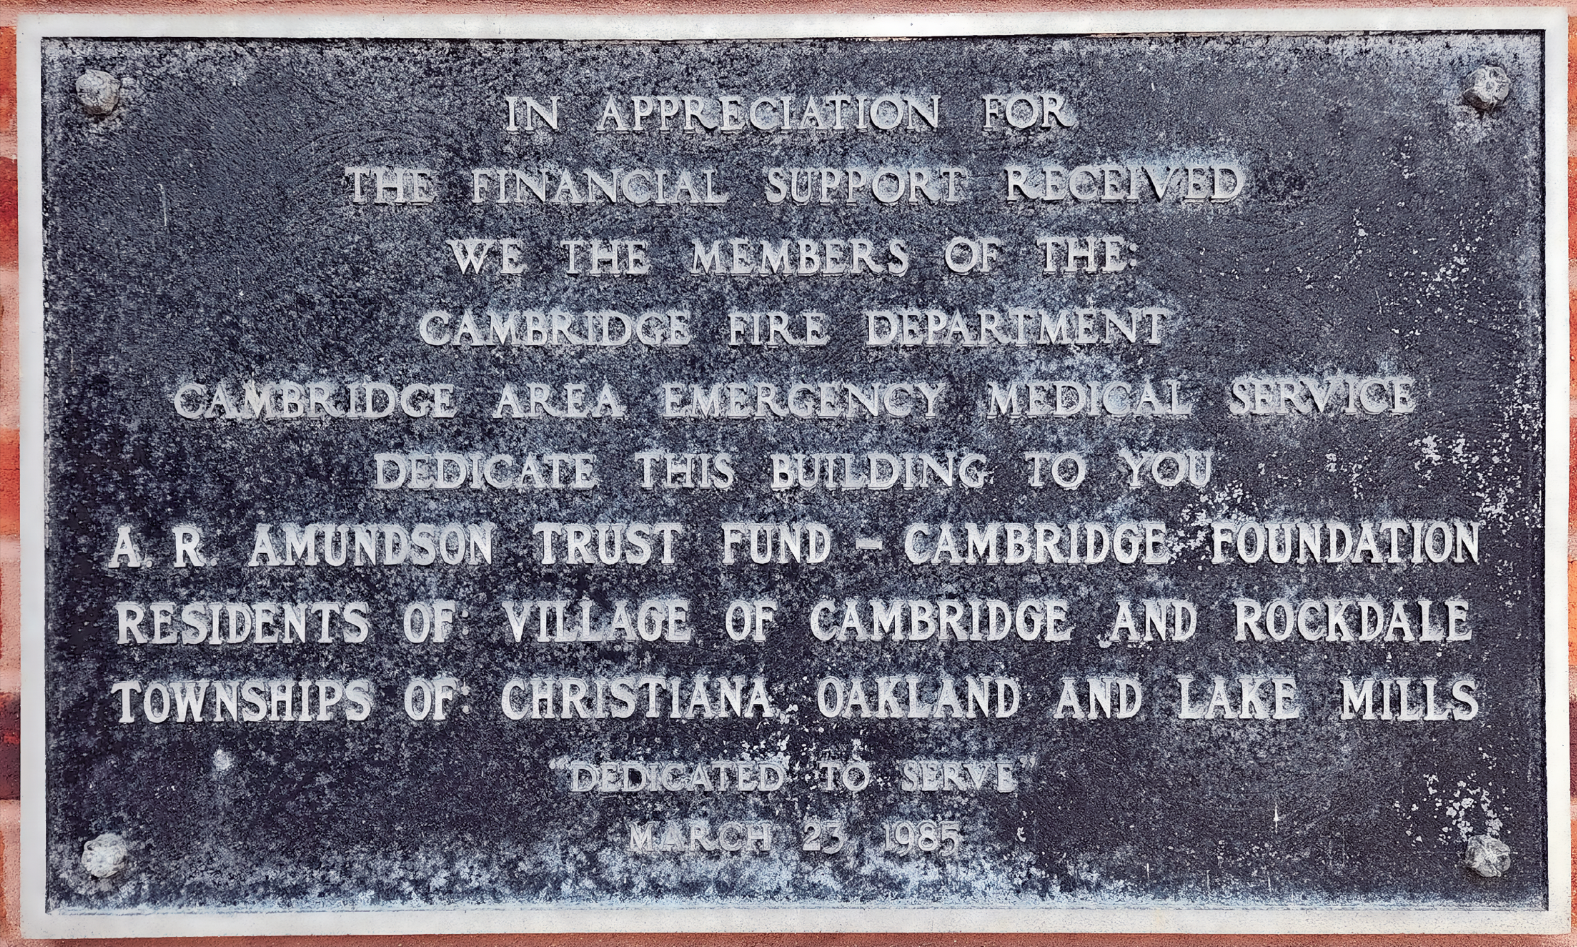 IN APPRECIATION FOR
THE FINANCIAL SUPPORT RECEIVED
WE THE MEMBERS OF THE:
CAMBRIDGE FIRE DEPARTMENT
CAMBRIDGE AREA EMERGENCY MEDICAL SERVICE
DEDICATE THIS BUILDING TO YOU
A. R. AMUNDSON TRUST FUND – CAMBRIDGE FOUNDATION
RESIDENTS OF: VILLAGE OF CAMBRIDGE AND ROCKDALE
TOWNSHIPS OF: CHRISTIANA, OAKLAND AND LAKE MILLS
"DEDICATED TO SERVE"
MARCH 23 1985